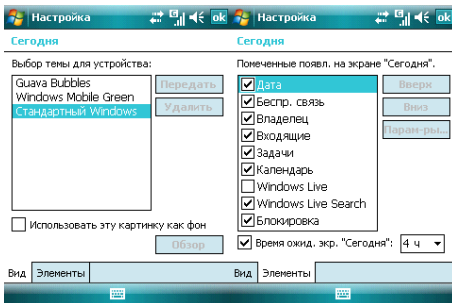 Настройка ok
Сегодня
Выбор темы для устройства:
Guava Bubbles
Windows Mobile Green
Стандартный Windows
Передать
Удалить
Использовать эту картинку как фон
Обзор
Вид Элементы
Настройка ok
Сегодня
Помеченные появл. на экране "Сегодня".
Дата
Беспр. связь
Владелец
Входящие
Задачи
Календарь
Windows Live
Windows Live Search
Блокировка
Вверх
Вниз
Парам-ры...
Время ожид. экр. "Сегодня": 4 ч
Вид Элементы